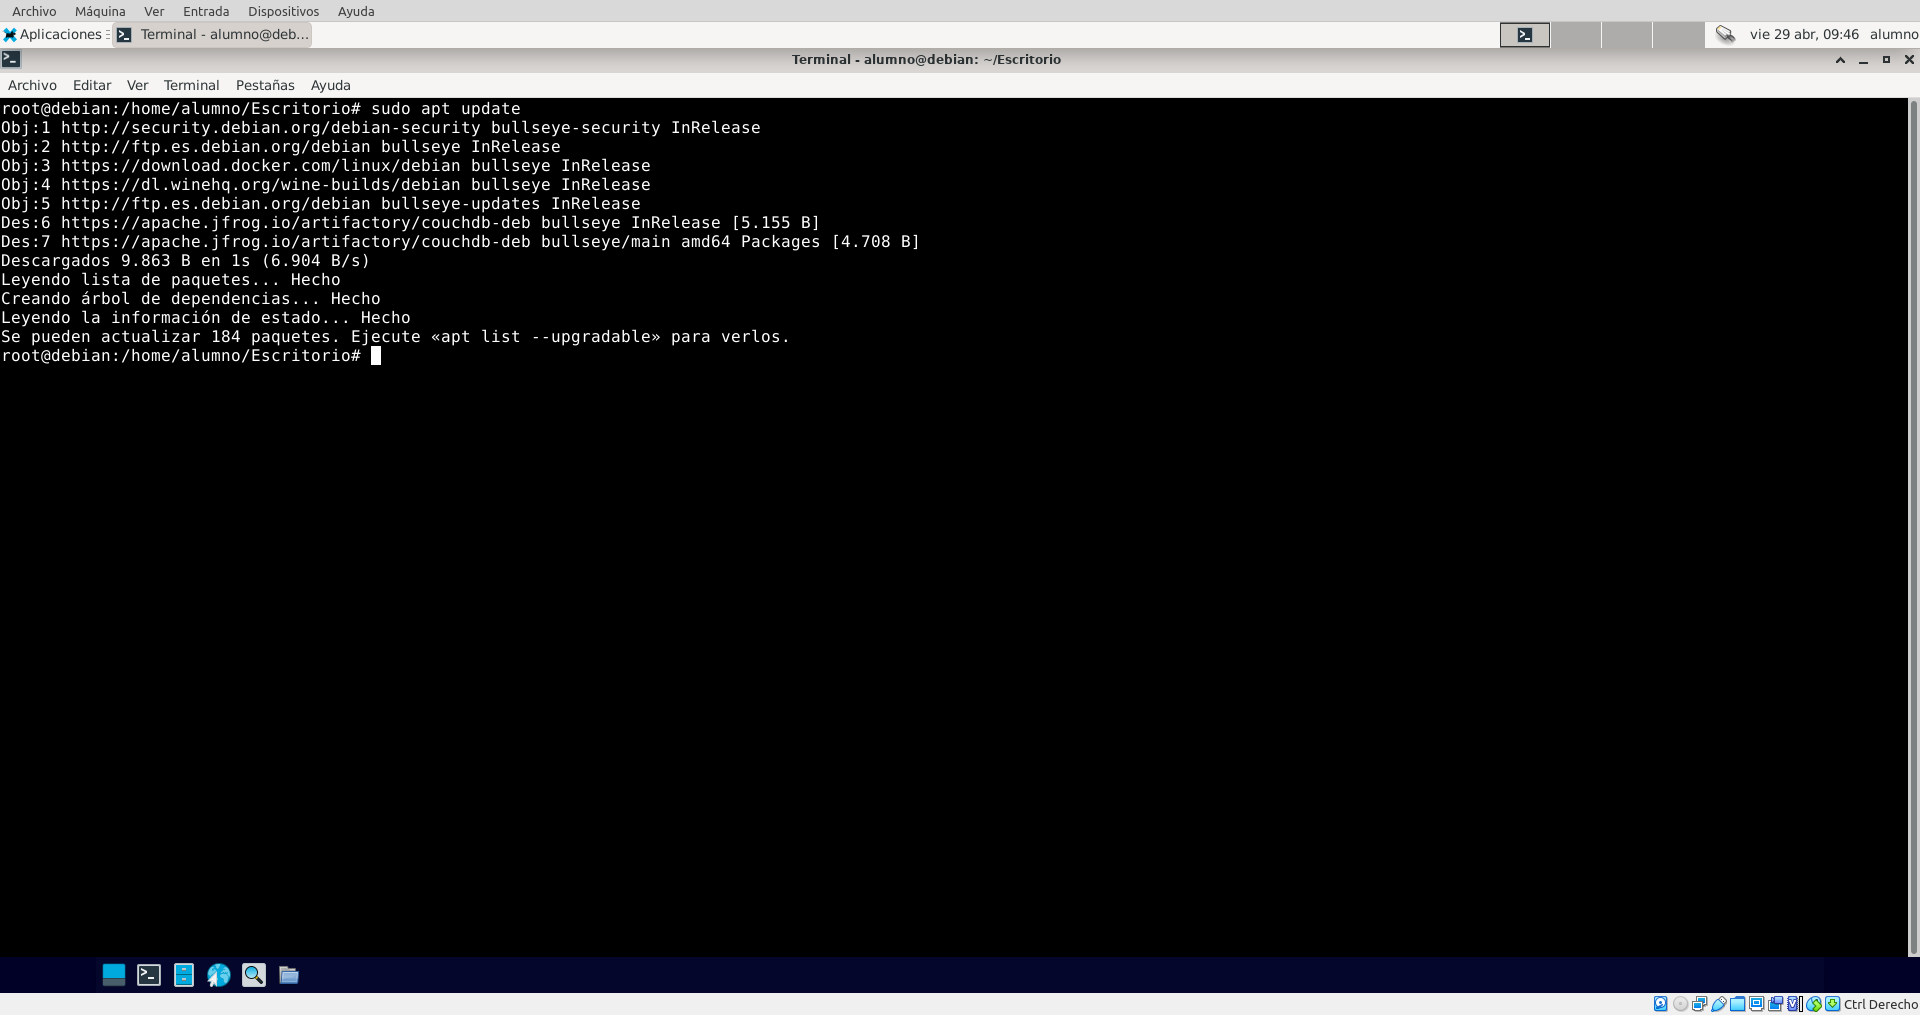 Archivo Máquina Ver Entrada Dispositivos Ayuda
Aplicaciones Terminal - alumno@deb... vie 29 abr, 09:46 alumno
Terminal - alumno@debian: ~/Escritorio
Archivo Editar Ver Terminal Pestañas Ayuda
root@debian:/home/alumno/Escritorio# sudo apt update
Obj:1 http://security.debian.org/debian-security bullseye-security InRelease
Obj:2 http://ftp.es.debian.org/debian bullseye InRelease
Obj:3 https://download.docker.com/linux/debian bullseye InRelease
Obj:4 https://dl.winehq.org/wine-builds/debian bullseye InRelease
Obj:5 http://ftp.es.debian.org/debian bullseye-updates InRelease
Des:6 https://apache.jfrog.io/artifactory/couchdb-deb bullseye InRelease [5.155 B]
Des:7 https://apache.jfrog.io/artifactory/couchdb-deb bullseye/main amd64 Packages [4.708 B]
Descargados 9.863 B en 1s (6.904 B/s)
Leyendo lista de paquetes... Hecho
Creando árbol de dependencias... Hecho
Leyendo la información de estado... Hecho
Se pueden actualizar 184 paquetes. Ejecute «apt list --upgradable» para verlos.
root@debian:/home/alumno/Escritorio#
Ctrl Derecho